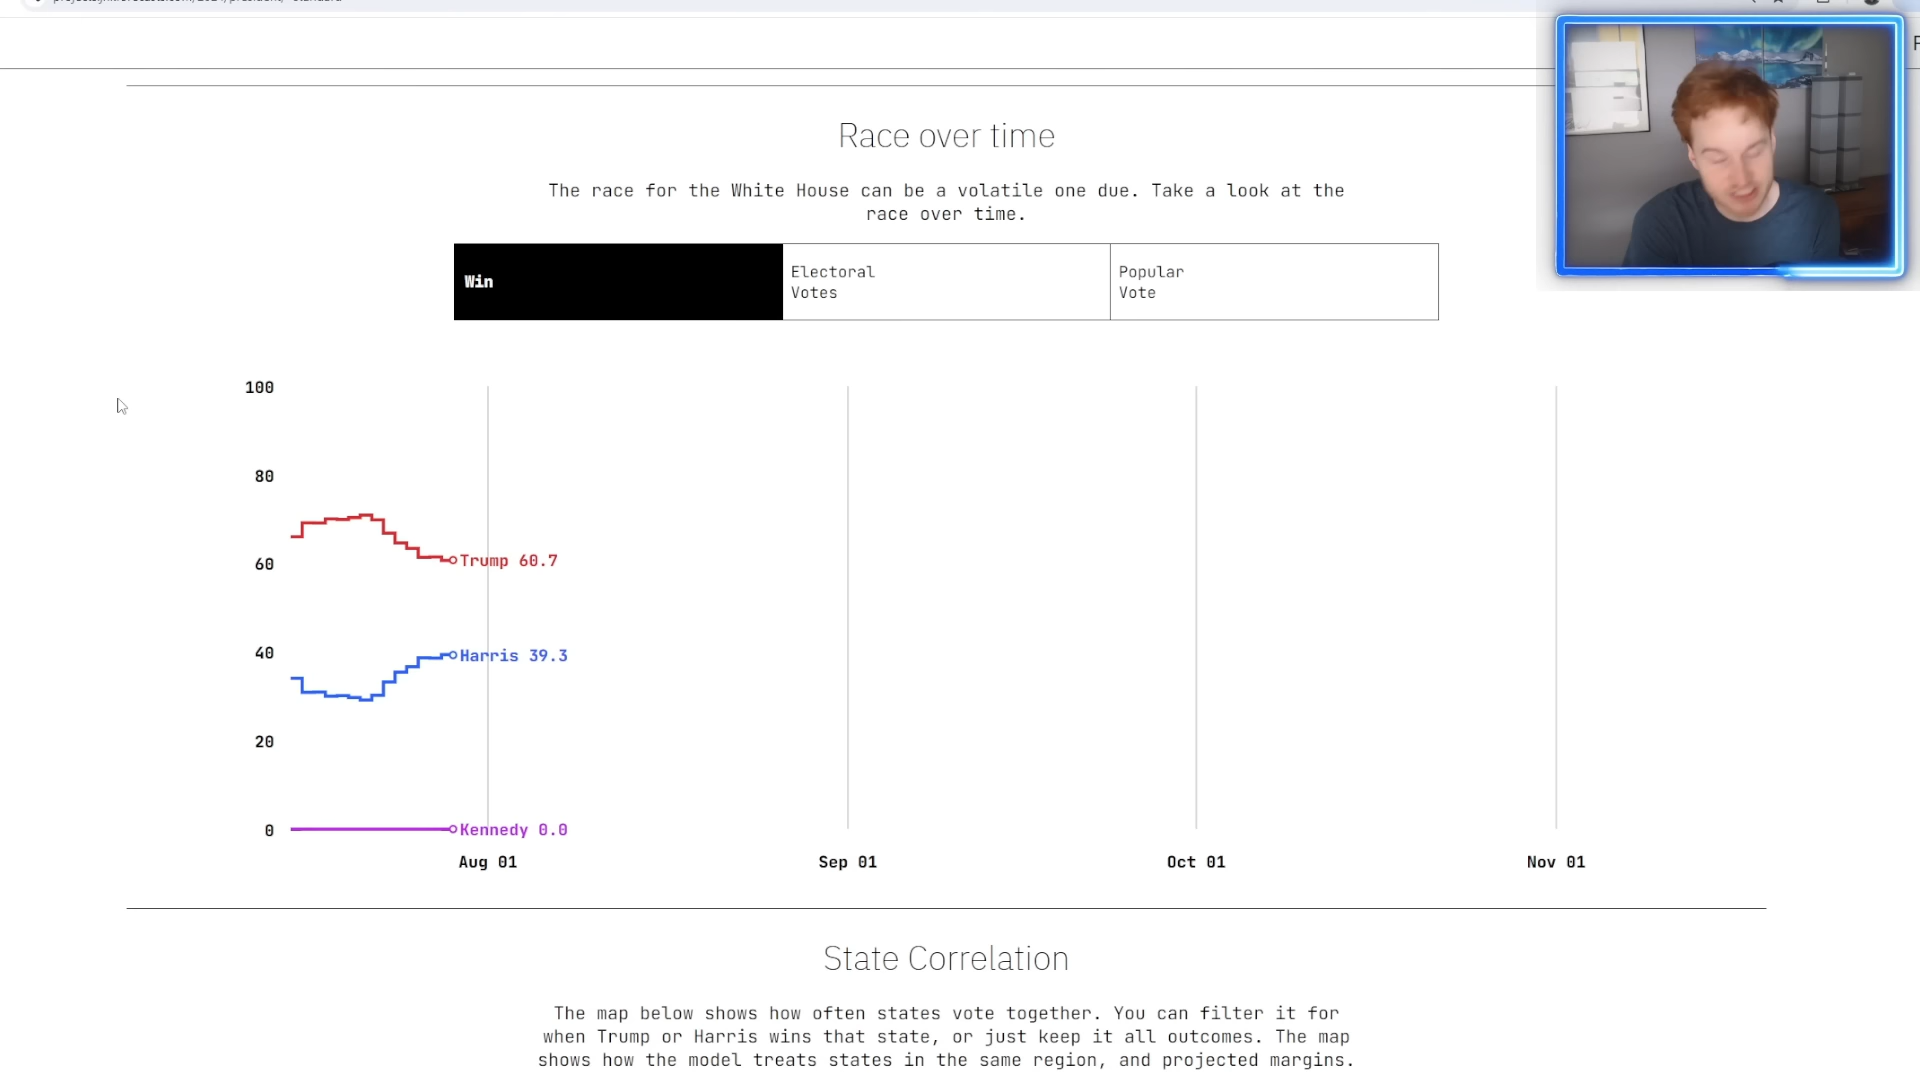 Race over time
The race for the White House can be a volatile one due. Take a look at the
race over time.
Win
Electoral
Votes
Popular
Vote
100
80
60
40
20
0
Trump 60.7
Harris 39.3
Kennedy 0.0
Aug 01
Sep 01
Oct 01
Nov 01
State Correlation
The map below shows how often states vote together. You can filter it for
when Trump or Harris wins that state, or just keep it all outcomes. The map
shows how the model treats states in the same region, and projected margins.